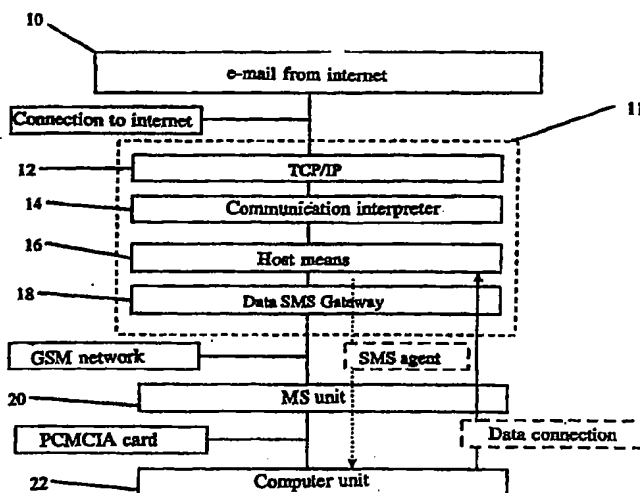 10
e-mail from internet
Connection to internet
11
12
TCP/IP
14
Communication interpreter
16
Host means
18
Data SMS Gateway
GSM network
SMS agent
20
MS unit
PCMCIA card
Data connection
22
Computer unit